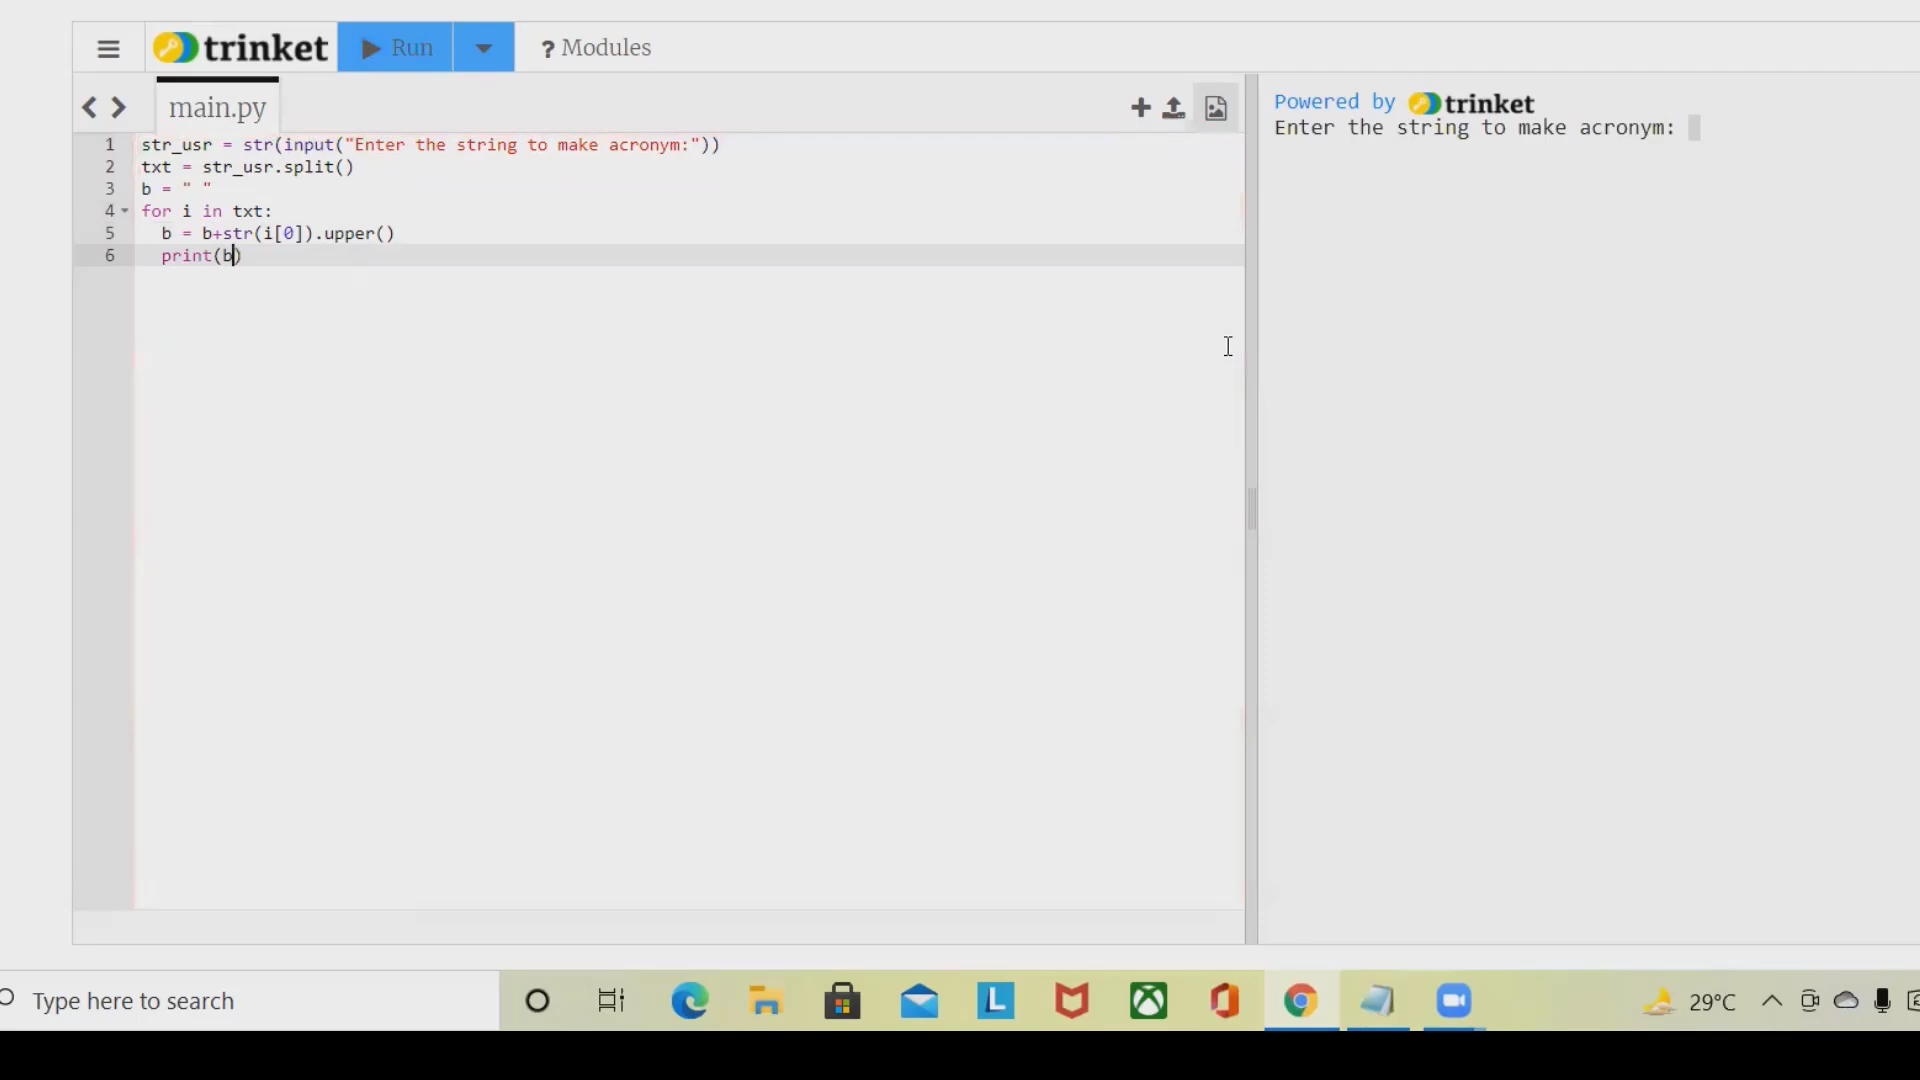 trinket Run ? Modules
main.py
1 str_usr = str(input("Enter the string to make acronym:"))
2 txt = str_usr.split()
3 b = " "
4 for i in txt:
5 b = b+str(i[0]).upper()
6 print(b)
Powered by trinket
Enter the string to make acronym:
Type here to search
29°C